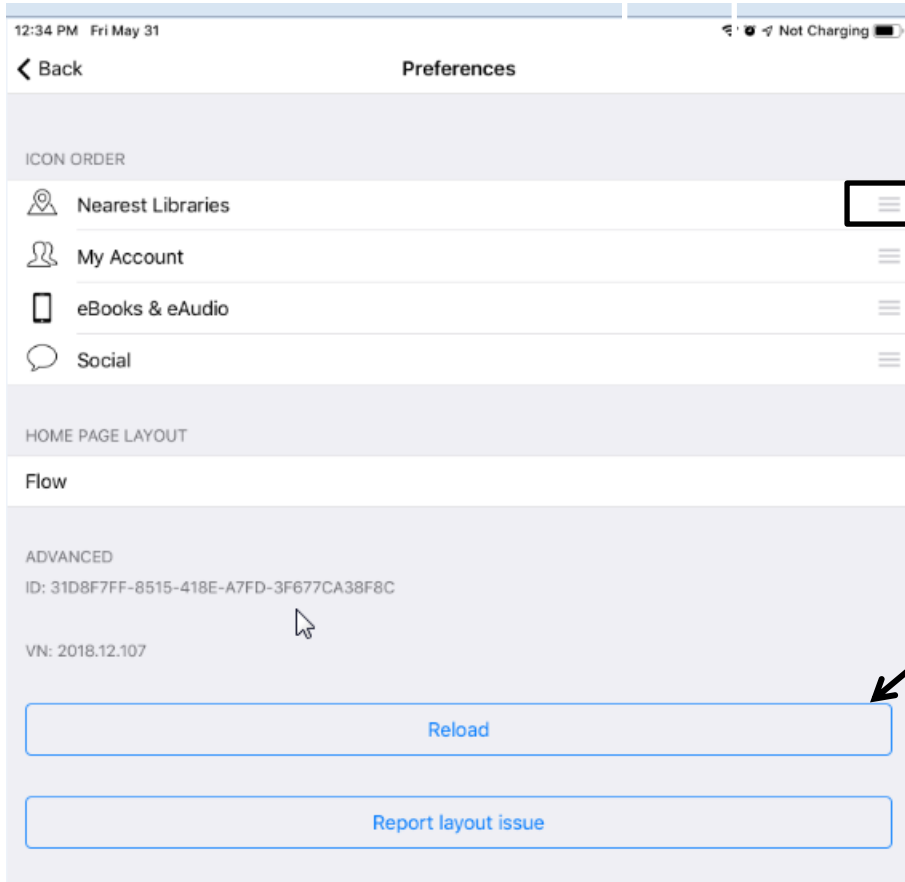 12:34 PM Fri May 31 Not Charging
Back Preferences
ICON ORDER
Nearest Libraries
My Account
eBooks & eAudio
Social
HOME PAGE LAYOUT
Flow
ADVANCED
ID: 31D8F7FF-8515-418E-A7FD-3F677CA38F8C
VN: 2018.12.107
Reload
Report layout issue